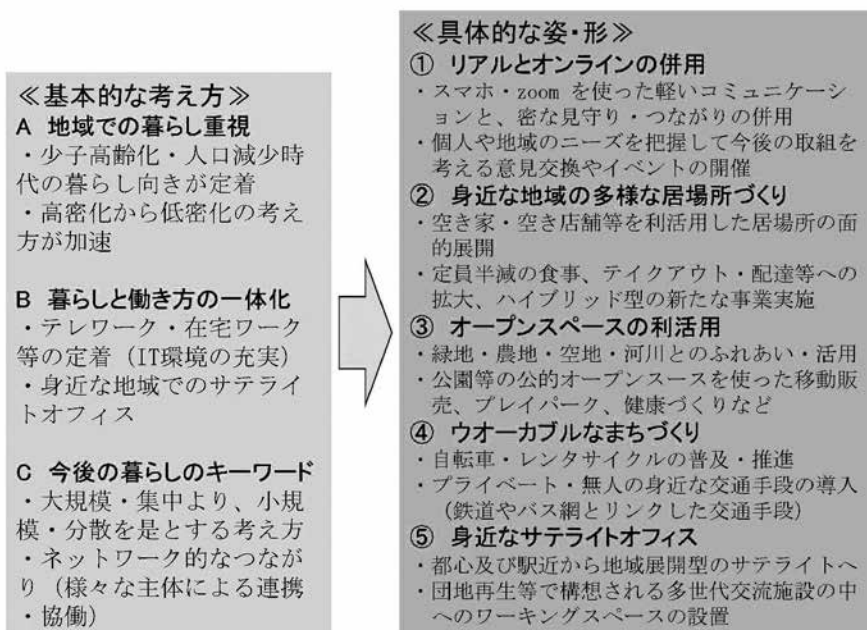 ≪基本的な考え方≫
A 地域での暮らし重視
・少子高齢化・人口減少時
代の暮らし向きが定着
・高密化から低密化の考え
方が加速
B 暮らしと働き方の一体化
・テレワーク・在宅ワーク
等の定着（IT環境の充実）
・身近な地域でのサテライ
トオフィス
C 今後の暮らしのキーワード
・大規模・集中より、小規
模・分散を是とする考え方
・ネットワーク的なつなが
り（様々な主体による連携
・協働）
≪具体的な姿・形≫
① リアルとオンラインの併用
・スマホ・zoom を使った軽いコミュニケーシ
ョンと、密な見守り・つながりの併用
・個人や地域のニーズを把握して今後の取組を
考える意見交換やイベントの開催
② 身近な地域の多様な居場所づくり
・空き家・空き店舗等を利活用した居場所の面
的展開
・定員半減の食事、テイクアウト・配達等への
拡大、ハイブリッド型の新たな事業実施
③ オープンスペースの利活用
・緑地・農地・空地・河川とのふれあい・活用
・公園等の公的オープンスースを使った移動販
売、プレイパーク、健康づくりなど
④ ウオーカブルなまちづくり
・自転車・レンタサイクルの普及・推進
・プライベート・無人の身近な交通手段の導入
（鉄道やバス網とリンクした交通手段）
⑤ 身近なサテライトオフィス
・都心及び駅近から地域展開型のサテライトへ
・団地再生等で構想される多世代交流施設の中
へのワーキングスペースの設置